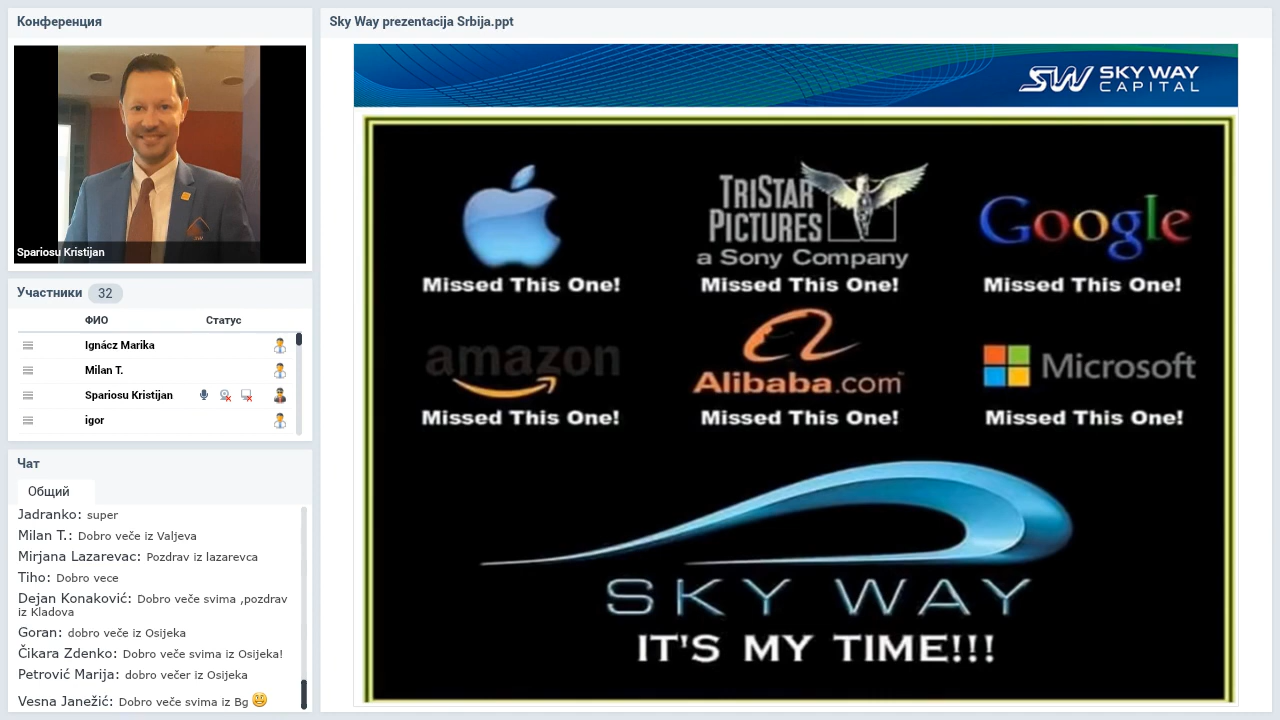 Конференция
Spariosu Kristijan
Участники 32
ФИО Статус
Ignácz Marika
Milan T.
Spariosu Kristijan
igor
Чат
Общий
Jadranko: super
Milan T.: Dobro veče iz Valjeva
Mirjana Lazarevac: Pozdrav iz lazarevca
Tiho: Dobro vece
Dejan Konaković: Dobro veče svima ,pozdrav
iz Kladova
Goran: dobro veče iz Osijeka
Čikara Zdenko: Dobro veče svima iz Osijeka!
Petrović Marija: dobro večer iz Osijeka
Vesna Janežić: Dobro veče svima iz Bg
Sky Way prezentacija Srbija.ppt
SW SKY WAY
CAPITAL
TRISTAR
PICTURES
a Sony Company
Google
Missed This One! Missed This One! Missed This One!
amazon Alibaba.com Microsoft
Missed This One! Missed This One! Missed This One!
SKY WAY
IT'S MY TIME!!!